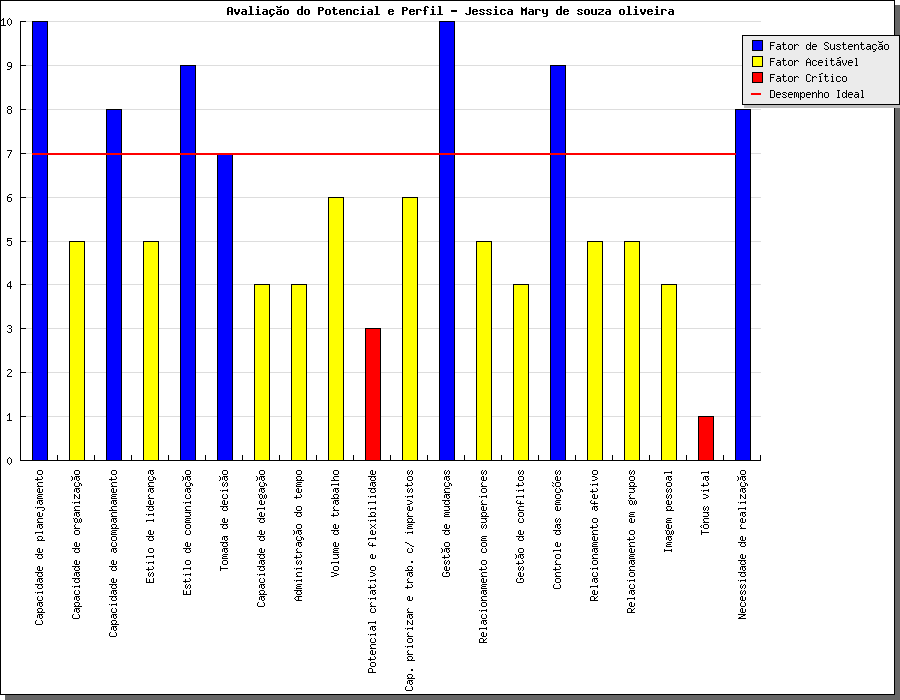 Avaliação do Potencial e Perfil - Jessica Mary de souza oliveira
Fator de Sustentação
Fator Aceitável
Fator Crítico
Desempenho Ideal
10
9
8
7
6
5
4
3
2
1
0
Capacidade de planejamento
Capacidade de organização
Capacidade de acompanhamento
Estilo de liderança
Estilo de comunicação
Tomada de decisão
Capacidade de delegação
Administração do tempo
Volume de trabalho
Potencial criativo e flexibilidade
Cap. priorizar e trab. c/ imprevistos
Gestão de mudanças
Relacionamento com superiores
Gestão de conflitos
Controle das emoções
Relacionamento afetivo
Relacionamento em grupos
Imagem pessoal
Tônus vital
Necessidade de realização